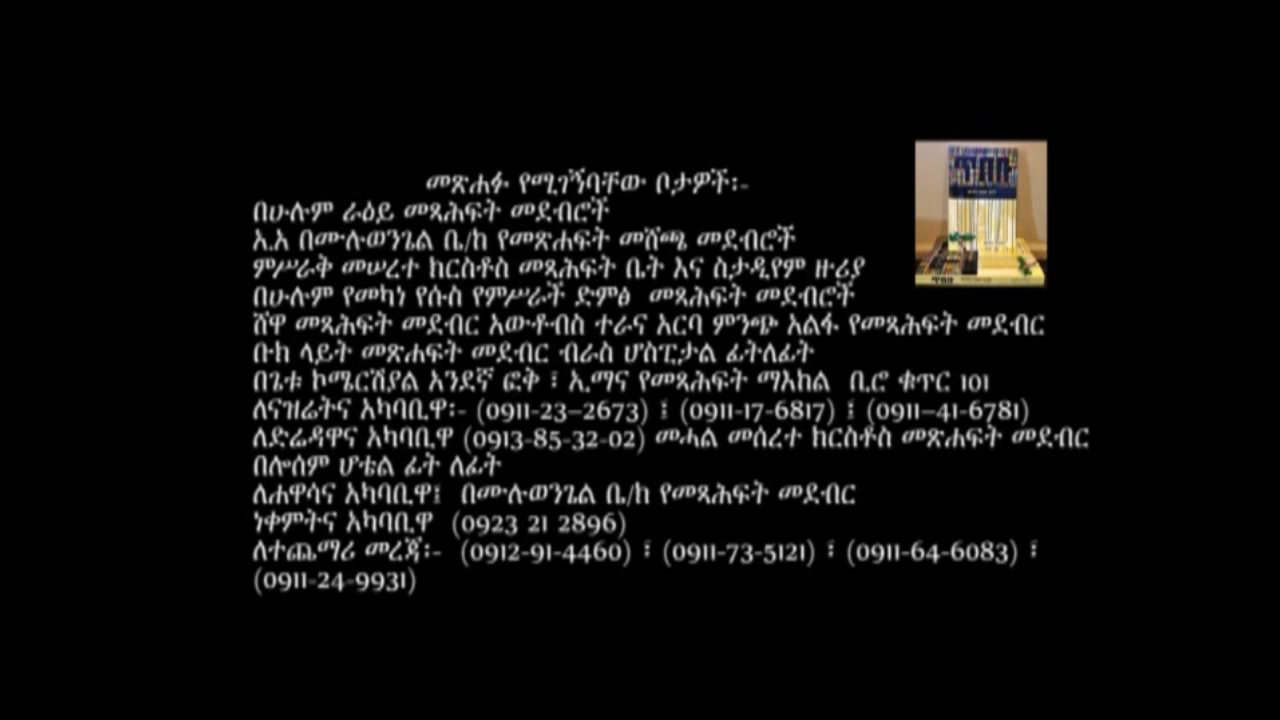 መጽሐፉ የሚገኝባቸው ቦታዎች፡-
በሁሉም ራዕይ መጻሕፍት መደብሮች
አ.አ በሙሉወንጌል ቤ/ክ የመጽሐፍት መሸጫ መደብሮች
ምሥራቅ መሠረተ ክርስቶስ መጻሕፍት ቤት እና ስታዲየም ዙሪያ
በሁሉም የመካነ የሱስ የምሥራች ድምፅ መጻሕፍት መደብሮች
ሸዋ መጻሕፍት መደብር አውቶብስ ተራና አርባ ምንጭ አልፋ የመጻሕፍት መደብር
ቡክ ላይት መጽሐፍት መደብር ብራስ ሆስፒታል ፊትለፊት
በጌቱ ኮሜርሽያል አንደኛ ፎቅ ፣ ኢ.ማና የመጻሕፍት ማእከል ቢሮ ቁጥር 101
ለናዝሬትና አካባቢዋ፡- (0911-23–2673) ፤ (0911-17-6817) ፤ (0911–41-6781)
ለድሬዳዋና አካባቢዋ (0913-85-32-02) መሓል መሰረተ ክርስቶስ መጽሐፍት መደብር
በሎሰም ሆቴል ፊት ለፊት
ለሐዋሳና አካባቢዋ፤ በሙሉወንጌል ቤ/ክ የመጻሕፍት መደብር
ነቀምትና አካባቢዋ (0923 21 2896)
ለተጨማሪ መረጃ፡- (0912-91-4460) ፣ (0911-73-5121) ፣ (0911-64-6083) ፣
(0911-24-9931)